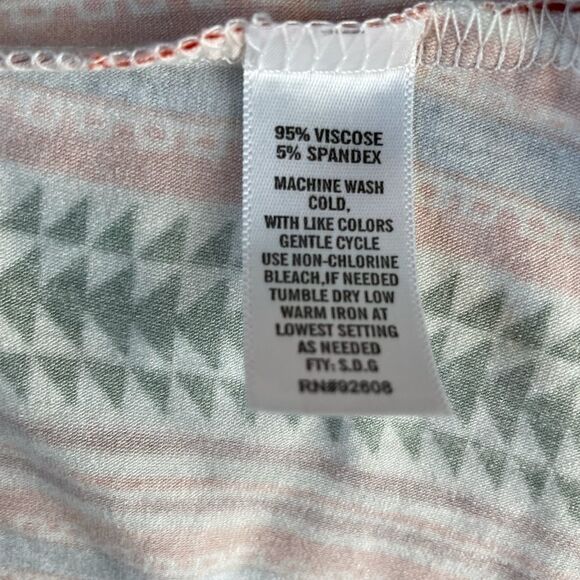 95% VISCOSE
5% SPANDEX
MACHINE WASH
COLD,
WITH LIKE COLORS
GENTLE CYCLE
USE NON-CHLORINE
BLEACH,IF NEEDED
TUMBLE DRY LOW
WARM IRON AT
LOWEST SETTING
AS NEEDED
FTY: S.D.G
RN#92608